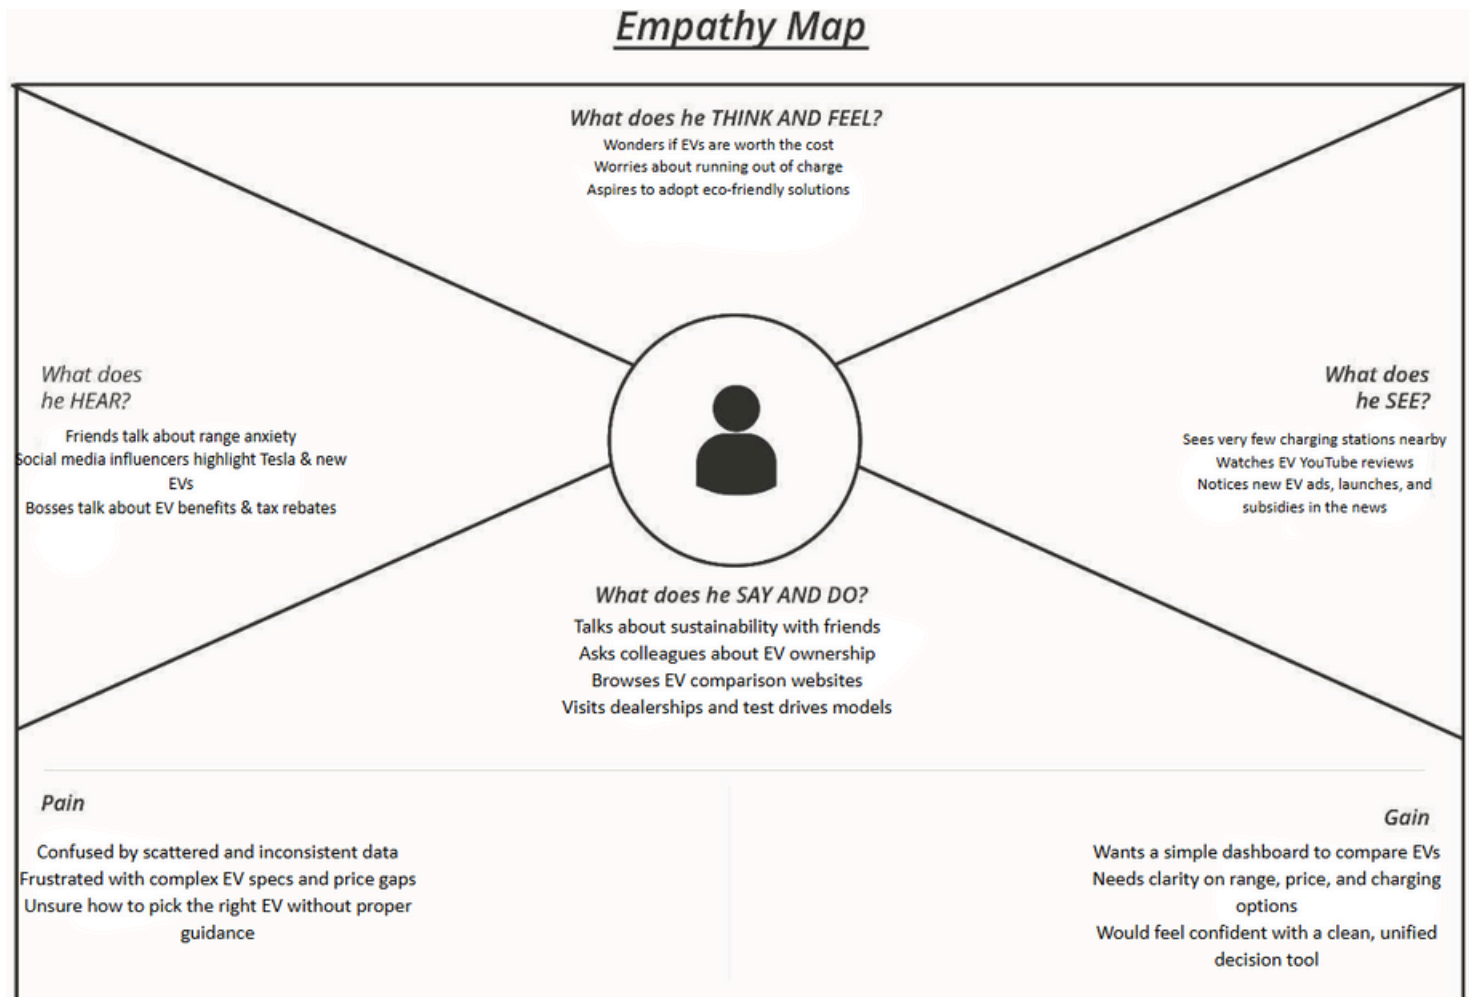 Empathy Map
What does he THINK AND FEEL?
Wonders if EVs are worth the cost
Worries about running out of charge
Aspires to adopt eco-friendly solutions
What does
he HEAR?
Friends talk about range anxiety
Social media influencers highlight Tesla & new
EVs
Bosses talk about EV benefits & tax rebates
What does
he SEE?
Sees very few charging stations nearby
Watches EV YouTube reviews
Notices new EV ads, launches, and
subsidies in the news
What does he SAY AND DO?
Talks about sustainability with friends
Asks colleagues about EV ownership
Browses EV comparison websites
Visits dealerships and test drives models
Pain
Confused by scattered and inconsistent data
Frustrated with complex EV specs and price gaps
Unsure how to pick the right EV without proper
guidance
Gain
Wants a simple dashboard to compare EVs
Needs clarity on range, price, and charging
options
Would feel confident with a clean, unified
decision tool